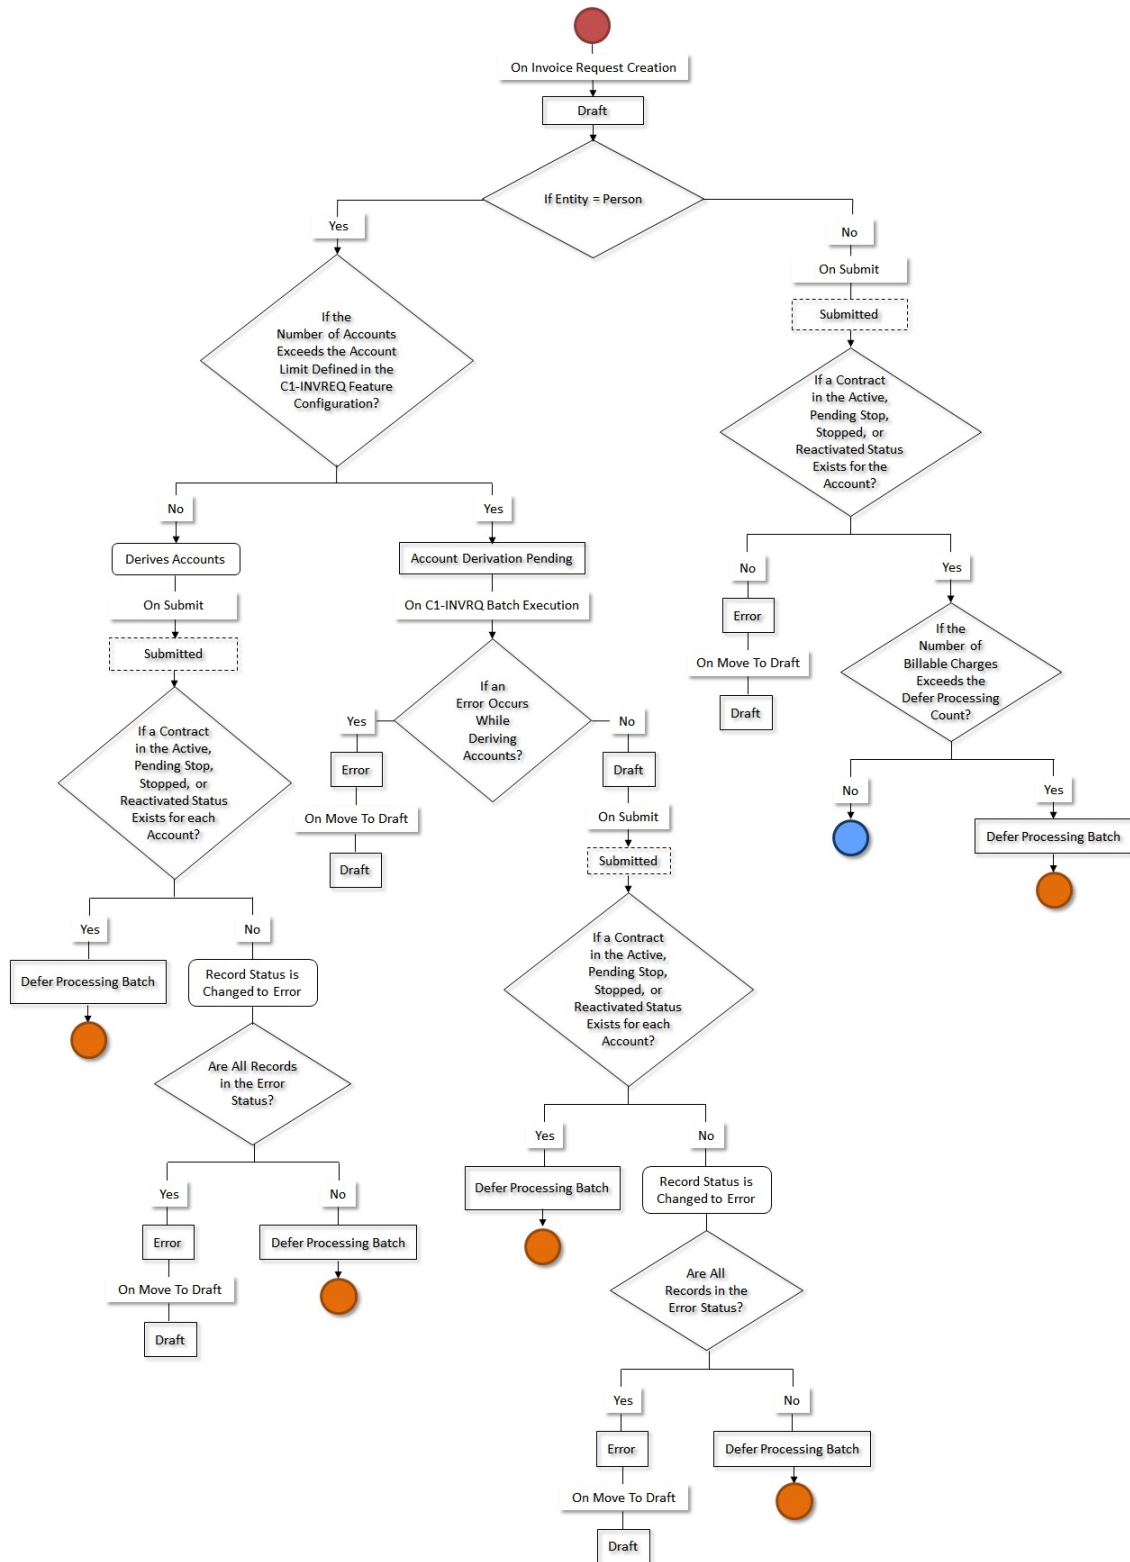 On Invoice Request Creation
Draft
If Entity = Person
Yes
No
On Submit
Submitted
If the
Number of Accounts
Exceeds the Account
Limit Defined in the
C1-INVREQ Feature
Configuration?
If a Contract
in the Active,
Pending Stop,
Stopped, or
Reactivated Status
Exists for the
Account?
No
Yes
Derives Accounts
Account Derivation Pending
On Submit
On C1-INVRQ Batch Execution
Submitted
No
Yes
Error
On Move To Draft
Draft
If the
Number of
Billable Charges
Exceeds the
Defer Processing
Count?
No
Yes
Defer Processing Batch
If a Contract
in the Active,
Pending Stop,
Stopped, or
Reactivated Status
Exists for each
Account?
If an
Error Occurs
While
Deriving
Accounts?
Yes
No
Error
On Move To Draft
Draft
Draft
On Submit
Submitted
Yes
No
Defer Processing Batch
Record Status is
Changed to Error
Are All Records
in the Error
Status?
Yes
No
Error
On Move To Draft
Draft
Defer Processing Batch
If a Contract
in the Active,
Pending Stop,
Stopped, or
Reactivated Status
Exists for each
Account?
Yes
No
Defer Processing Batch
Record Status is
Changed to Error
Are All
Records in the
Error Status?
Yes
No
Error
On Move To Draft
Draft
Defer Processing Batch